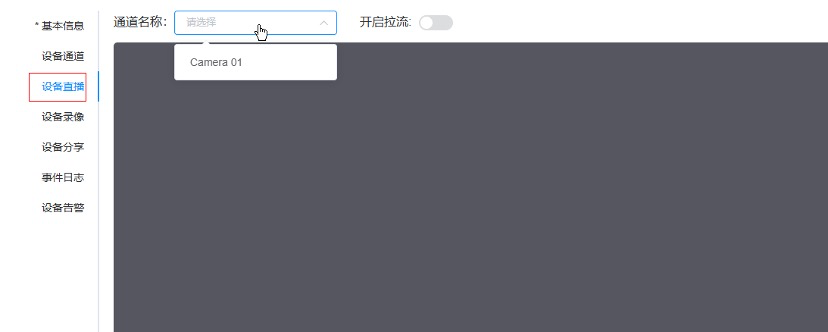 * 基本信息
设备通道
设备直播
设备录像
设备分享
事件日志
设备告警
通道名称: 请选择 开启拉流:
Camera 01